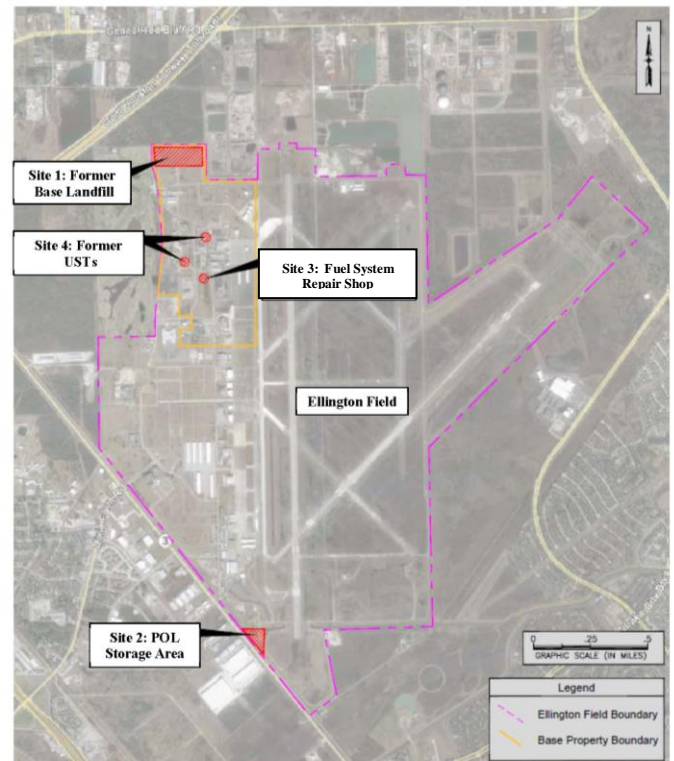 N
Site 1: Former
Base Landfill
Site 4: Former
USTs
Site 3: Fuel System
Repair Shop
Ellington Field
3
Site 2: POL
Storage Area
0 .25 .5
GRAPHIC SCALE (IN MILES)
Legend
Ellington Field Boundary
Base Property Boundary